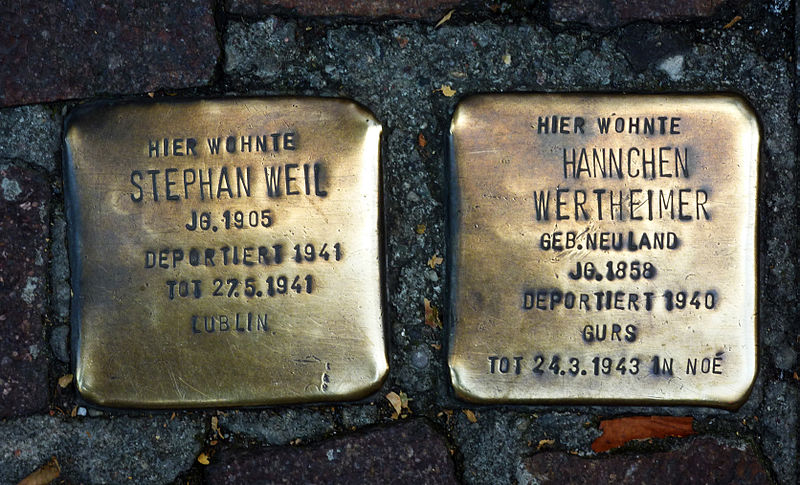 HIER WOHNTE
STEPHAN WEIL
JG. 1905
DEPORTIERT 1941
TOT 27.5.1941
LUBLIN
HIER WOHNTE
HANNCHEN
WERTHEIMER
GEB. NEULAND
JG. 1858
DEPORTIERT 1940
GURS
TOT 24.3.1943 IN NOÉ